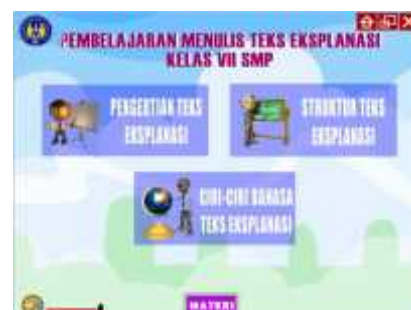 PEMBELAJARAN MENULIS TEKS EKSPLANASI
KELAS VII SMP
PENGERTIAN TEKS
EKSPLANASI
STRUKTUR TEKS
EKSPLANASI
CIRI-CIRI BAHASA
TEKS EKSPLANASI
MATERI